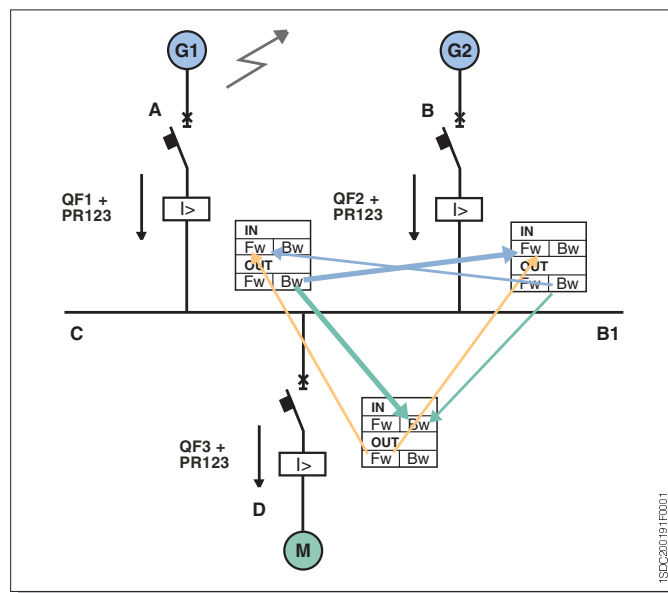 G1
G2
A
B
QF1 +
PR123
I>
QF2 +
PR123
I>
IN
Fw Bw
OUT
Fw Bw
IN
Fw Bw
OUT
Fw Bw
C
B1
IN
Fw Bw
OUT
Fw Bw
QF3 +
PR123
I>
D
M
1SDC200191F0001